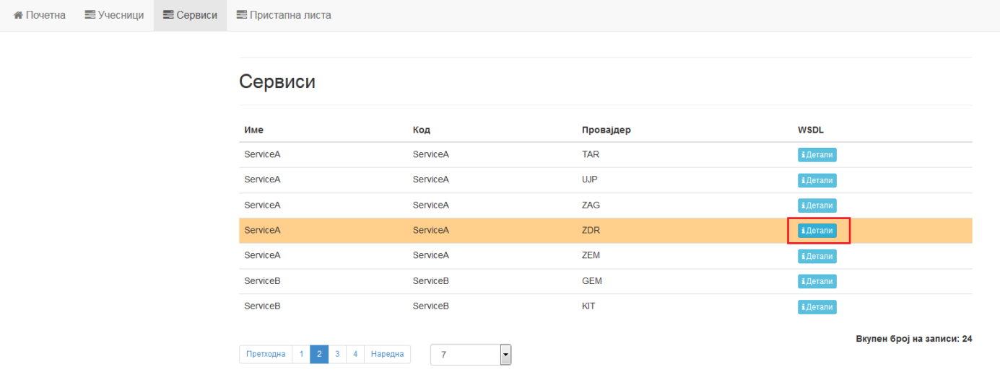 Почетна Учесници Сервиси Пристапна листа
Сервиси
Име Код Провајдер WSDL
ServiceA ServiceA TAR Детали
ServiceA ServiceA UJP Детали
ServiceA ServiceA ZAG Детали
ServiceA ServiceA ZDR Детали
ServiceA ServiceA ZEM Детали
ServiceB ServiceB GEM Детали
ServiceB ServiceB KIT Детали
Вкупен број на записи: 24
Претходна 1 2 3 4 Наредна 7